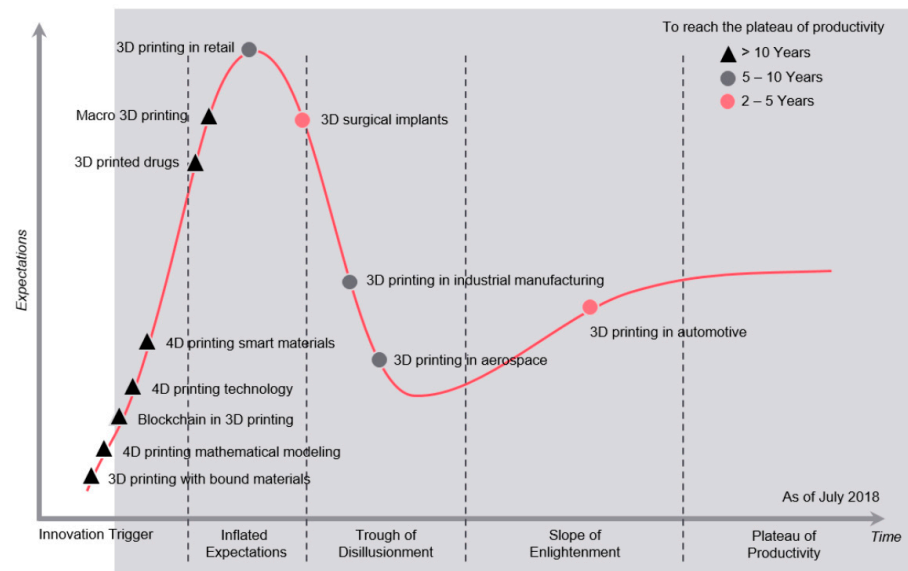 To reach the plateau of productivity
> 10 Years
5 – 10 Years
2 – 5 Years
3D printing in retail
Macro 3D printing
3D surgical implants
3D printed drugs
3D printing in industrial manufacturing
3D printing in automotive
4D printing smart materials
3D printing in aerospace
4D printing technology
Blockchain in 3D printing
4D printing mathematical modeling
3D printing with bound materials
Expectations
As of July 2018
Innovation Trigger
Inflated
Expectations
Trough of
Disillusionment
Slope of
Enlightenment
Plateau of
Productivity
Time